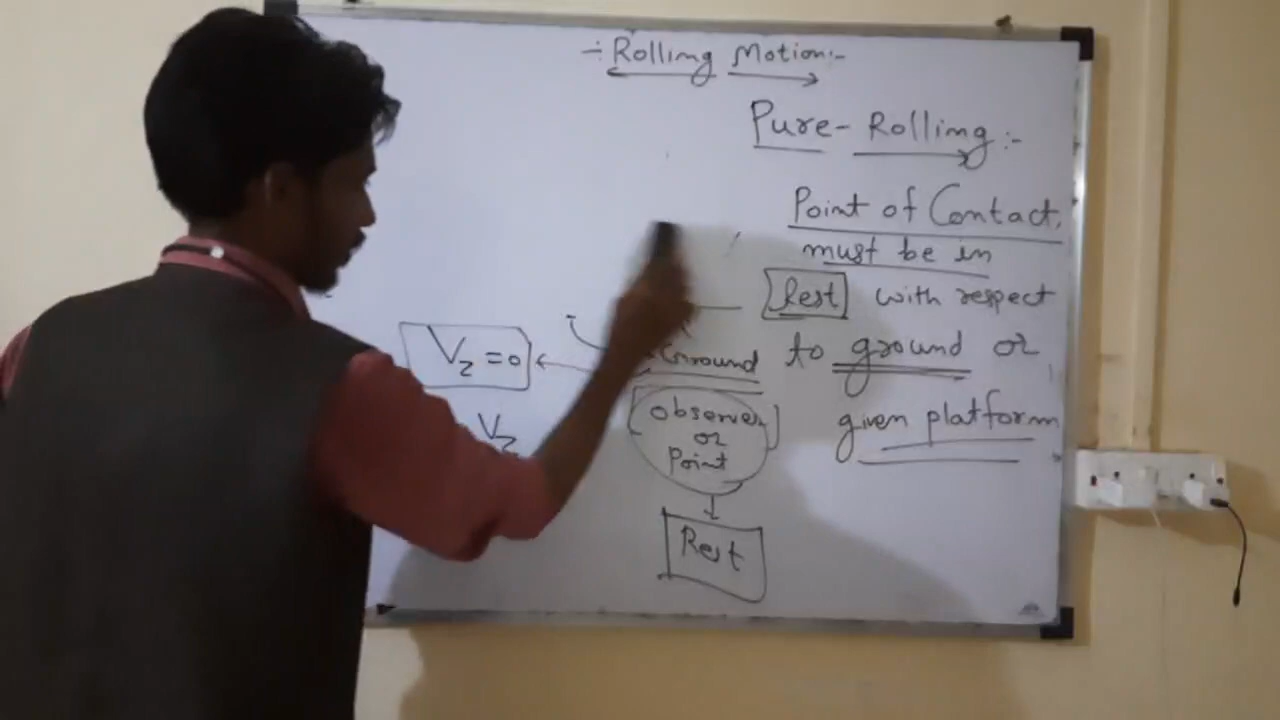 ÷ Rolling Motion:-
Pure- Rolling :-
Point of Contact,
must be in
Rest with respect
to ground or
given platform
V₂ = 0
Ground
V₂
[Observer]
or
Point
Rest